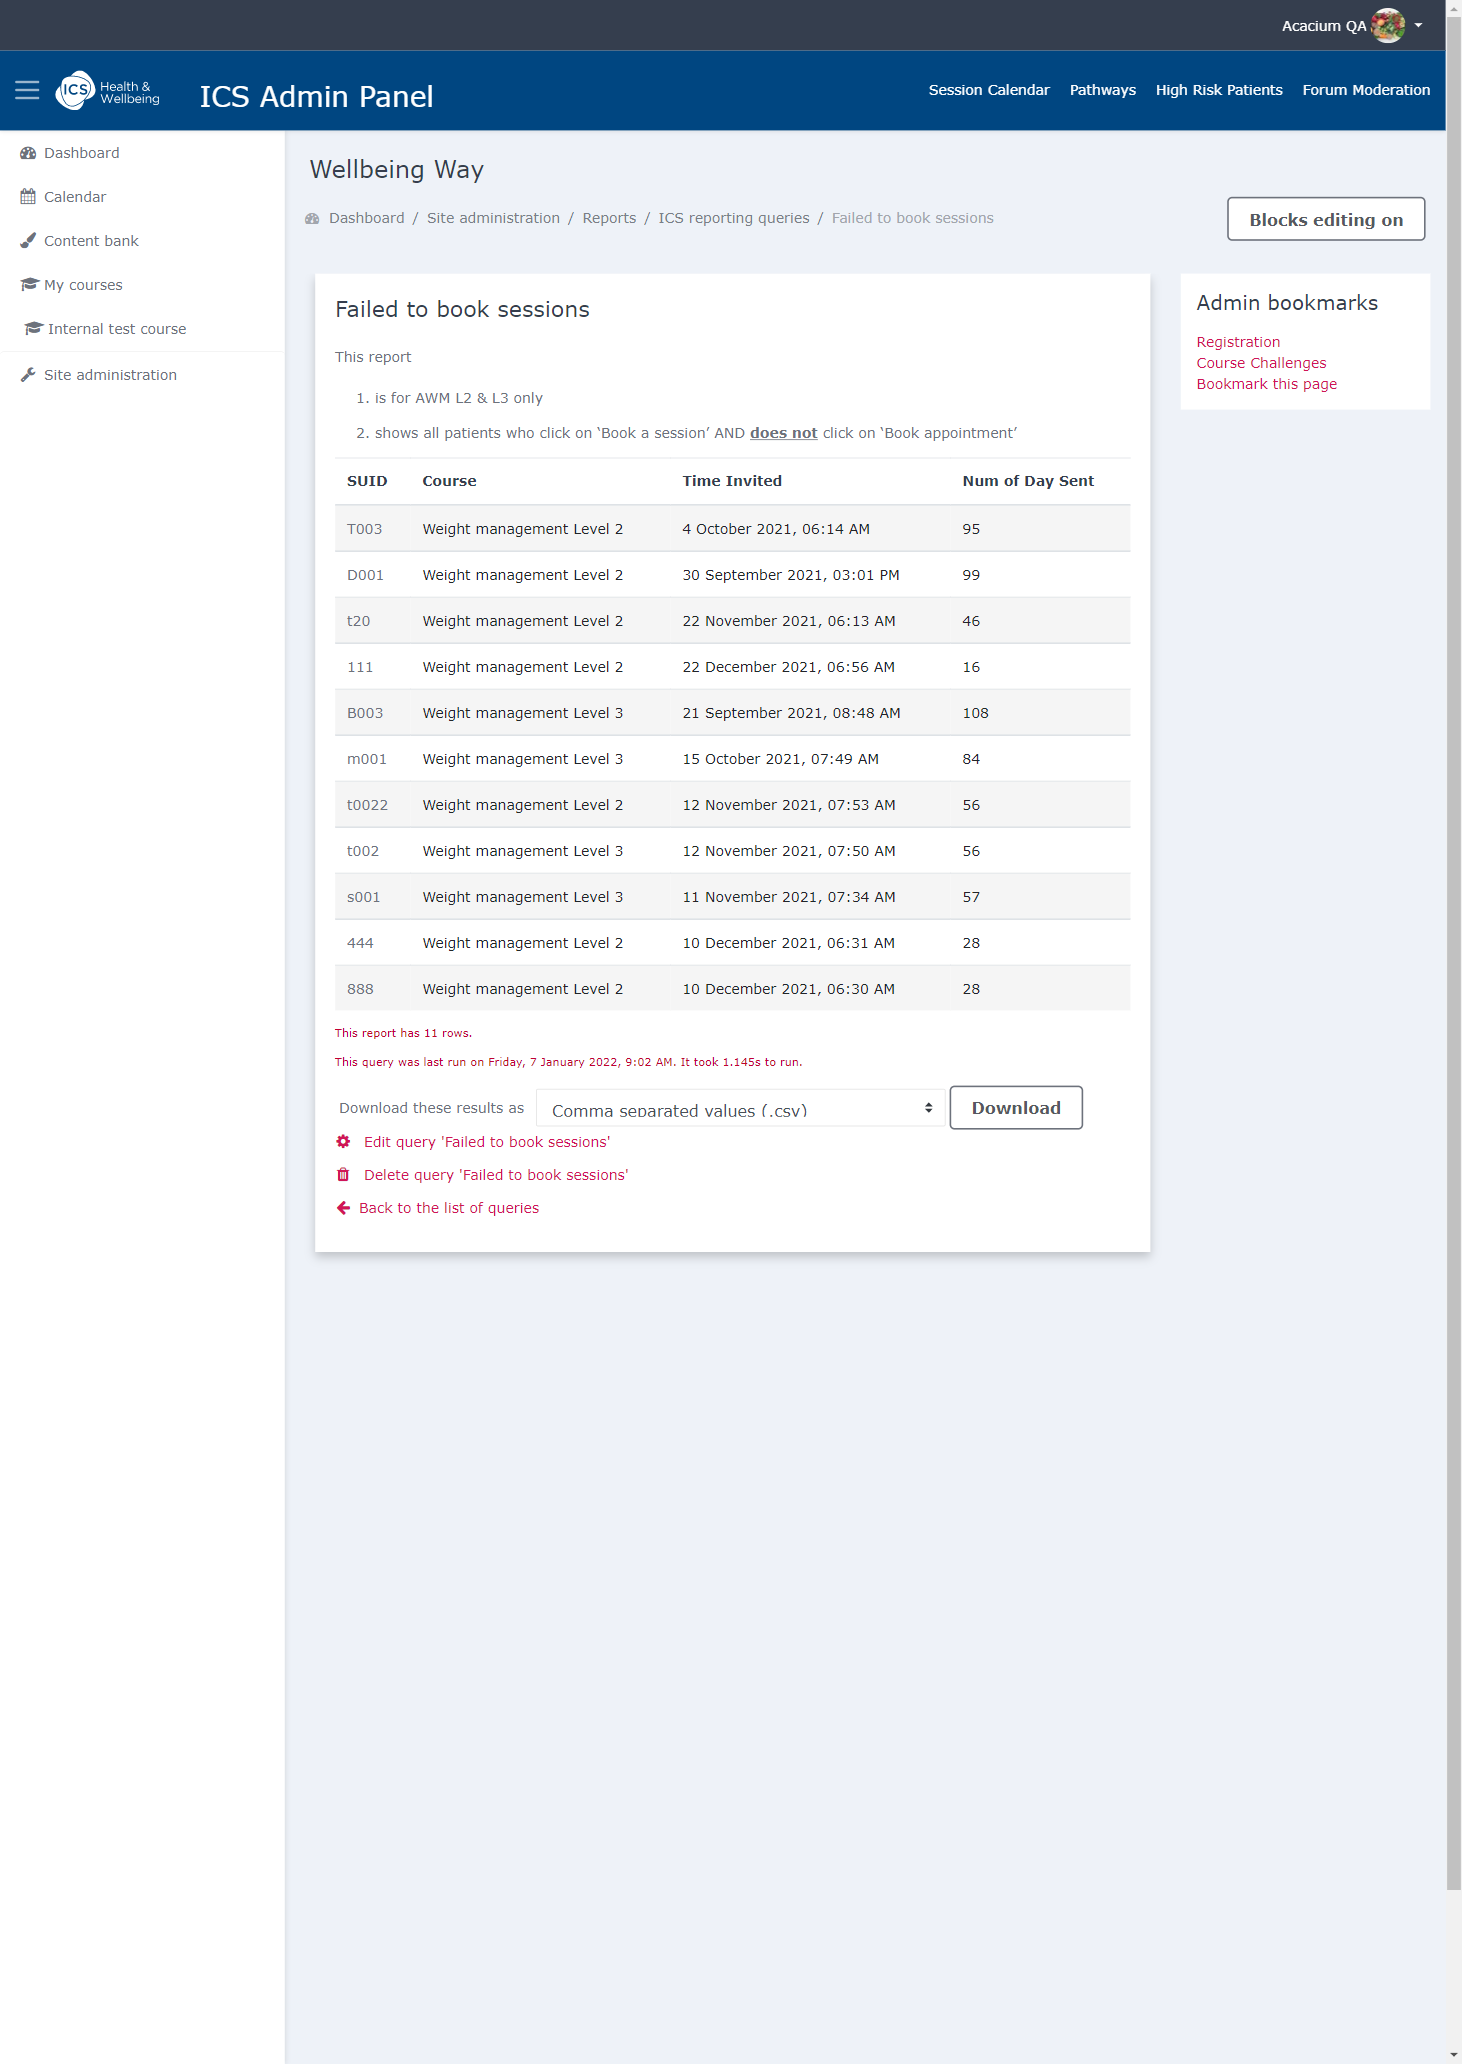 Acacium QA
ICS Health & Wellbeing
ICS Admin Panel
Session Calendar Pathways High Risk Patients Forum Moderation
Dashboard
Calendar
Content bank
My courses
Internal test course
Site administration
Wellbeing Way
Dashboard / Site administration / Reports / ICS reporting queries / Failed to book sessions
Blocks editing on
Failed to book sessions
This report
1. is for AWM L2 & L3 only
2. shows all patients who click on ‘Book a session’ AND does not click on ‘Book appointment’
SUID Course Time Invited Num of Day Sent
T003 Weight management Level 2 4 October 2021, 06:14 AM 95
D001 Weight management Level 2 30 September 2021, 03:01 PM 99
t20 Weight management Level 2 22 November 2021, 06:13 AM 46
111 Weight management Level 2 22 December 2021, 06:56 AM 16
B003 Weight management Level 3 21 September 2021, 08:48 AM 108
m001 Weight management Level 3 15 October 2021, 07:49 AM 84
t0022 Weight management Level 2 12 November 2021, 07:53 AM 56
t002 Weight management Level 3 12 November 2021, 07:50 AM 56
s001 Weight management Level 3 11 November 2021, 07:34 AM 57
444 Weight management Level 2 10 December 2021, 06:31 AM 28
888 Weight management Level 2 10 December 2021, 06:30 AM 28
This report has 11 rows.
This query was last run on Friday, 7 January 2022, 9:02 AM. It took 1.145s to run.
Download these results as Comma separated values (.csv) Download
Edit query 'Failed to book sessions'
Delete query 'Failed to book sessions'
Back to the list of queries
Admin bookmarks
Registration
Course Challenges
Bookmark this page